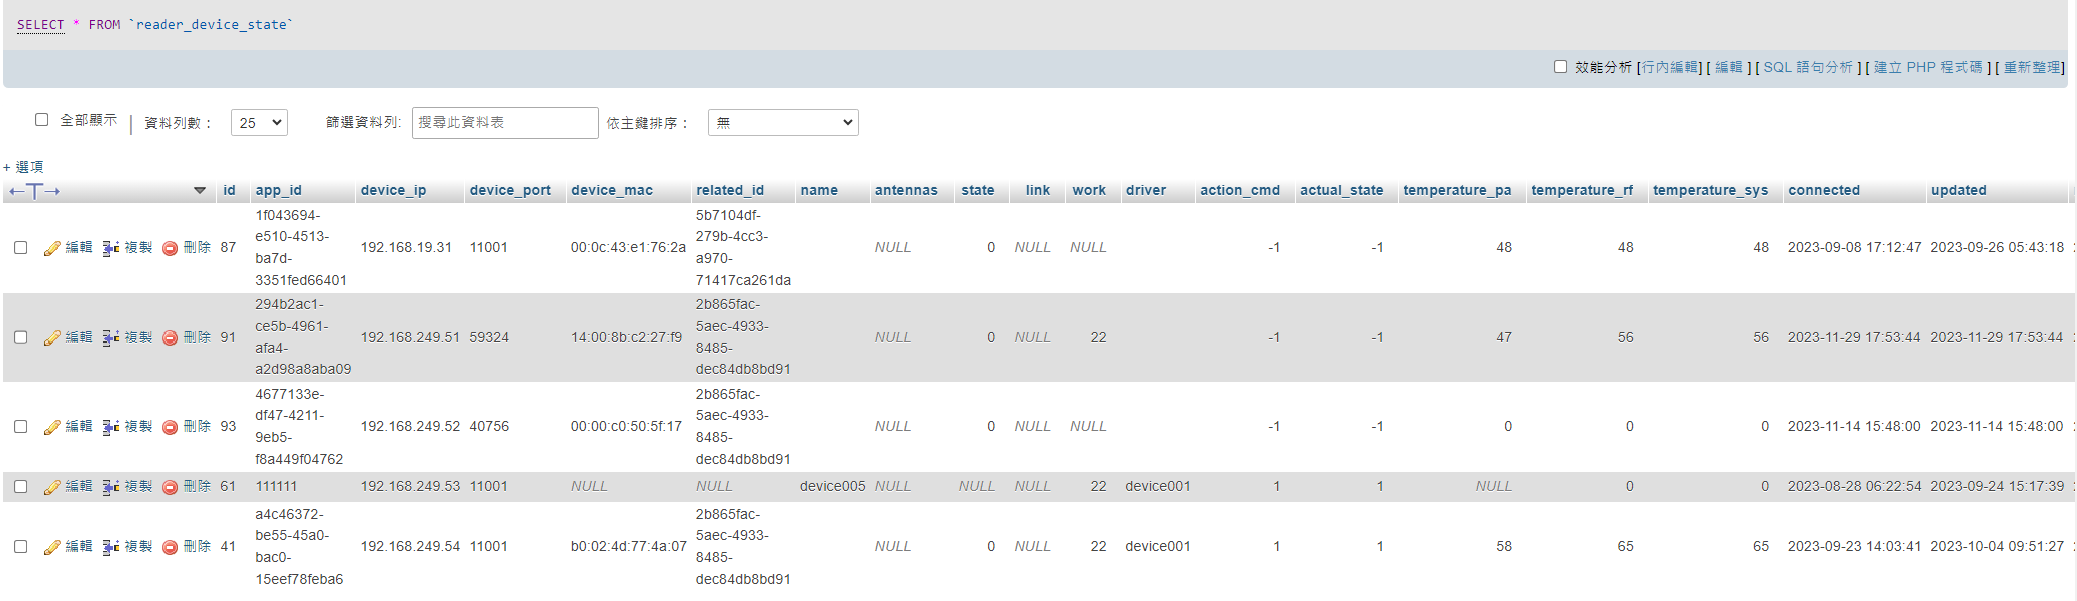 SELECT * FROM `reader_device_state`
效能分析 [行內編輯] [ 編輯 ] [ SQL 語句分析 ] [ 建立 PHP 程式碼 ] [ 重新整理]
全部顯示 | 資料列數： 25 篩選資料列: 搜尋此資料表 依主鍵排序： 無
+ 選項
←T→ id app_id device_ip device_port device_mac related_id name antennas state link work driver action_cmd actual_state temperature_pa temperature_rf temperature_sys connected updated
編輯 複製 刪除 87 1f043694-e510-4513-ba7d-3351fed66401 192.168.19.31 11001 00:0c:43:e1:76:2a 5b7104df-279b-4cc3-a970-71417ca261da NULL 0 NULL NULL -1 -1 48 48 48 2023-09-08 17:12:47 2023-09-26 05:43:18
編輯 複製 刪除 91 294b2ac1-ce5b-4961-afa4-a2d98a8aba09 192.168.249.51 59324 14:00:8b:c2:27:f9 2b865fac-5aec-4933-8485-dec84db8bd91 NULL 0 NULL 22 -1 -1 47 56 56 2023-11-29 17:53:44 2023-11-29 17:53:44
編輯 複製 刪除 93 4677133e-df47-4211-9eb5-f8a449f04762 192.168.249.52 40756 00:00:c0:50:5f:17 2b865fac-5aec-4933-8485-dec84db8bd91 NULL 0 NULL NULL -1 -1 0 0 0 2023-11-14 15:48:00 2023-11-14 15:48:00
編輯 複製 刪除 61 111111 192.168.249.53 11001 NULL NULL device005 NULL NULL NULL 22 device001 1 1 NULL 0 0 2023-08-28 06:22:54 2023-09-24 15:17:39
編輯 複製 刪除 41 a4c46372-be55-45a0-bac0-15eef78feba6 192.168.249.54 11001 b0:02:4d:77:4a:07 2b865fac-5aec-4933-8485-dec84db8bd91 NULL 0 NULL 22 device001 1 1 58 65 65 2023-09-23 14:03:41 2023-10-04 09:51:27